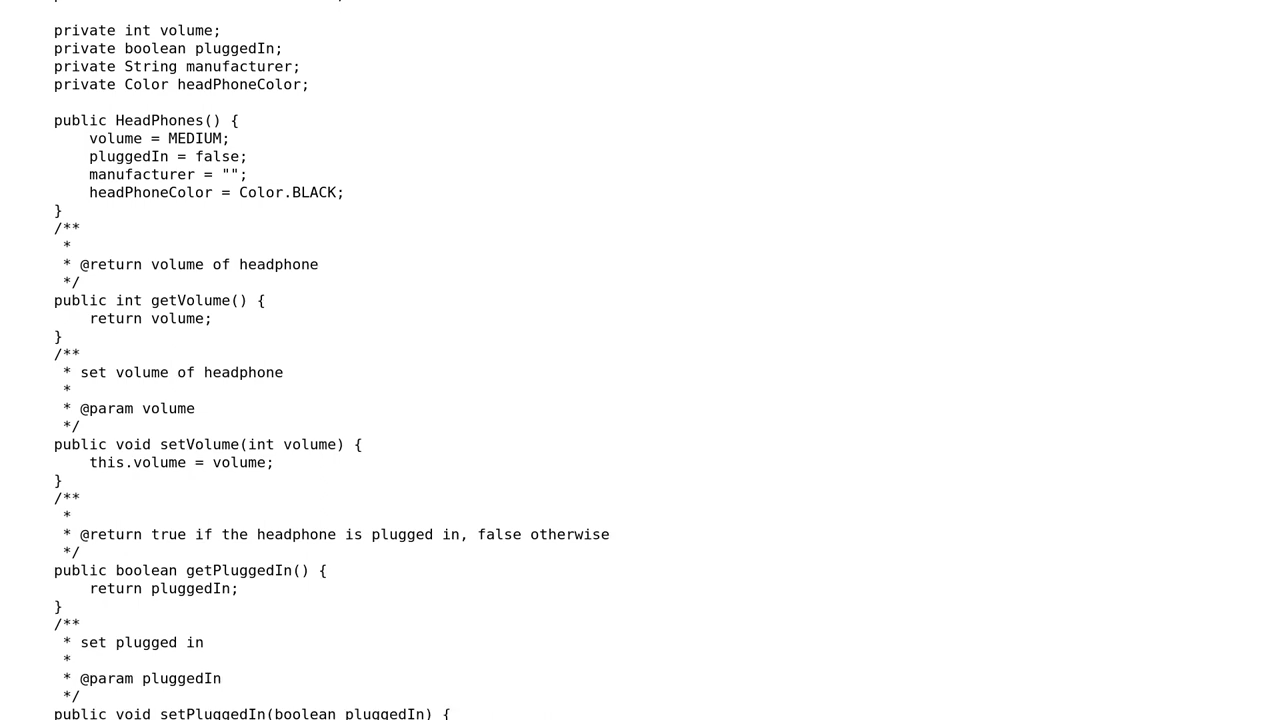 private int volume;
private boolean pluggedIn;
private String manufacturer;
private Color headPhoneColor;

public HeadPhones() {
    volume = MEDIUM;
    pluggedIn = false;
    manufacturer = "";
    headPhoneColor = Color.BLACK;
}
/**
 *
 * @return volume of headphone
 */
public int getVolume() {
    return volume;
}
/**
 * set volume of headphone
 *
 * @param volume
 */
public void setVolume(int volume) {
    this.volume = volume;
}
/**
 *
 * @return true if the headphone is plugged in, false otherwise
 */
public boolean getPluggedIn() {
    return pluggedIn;
}
/**
 * set plugged in
 *
 * @param pluggedIn
 */
public void setPluggedIn(boolean pluggedIn) {